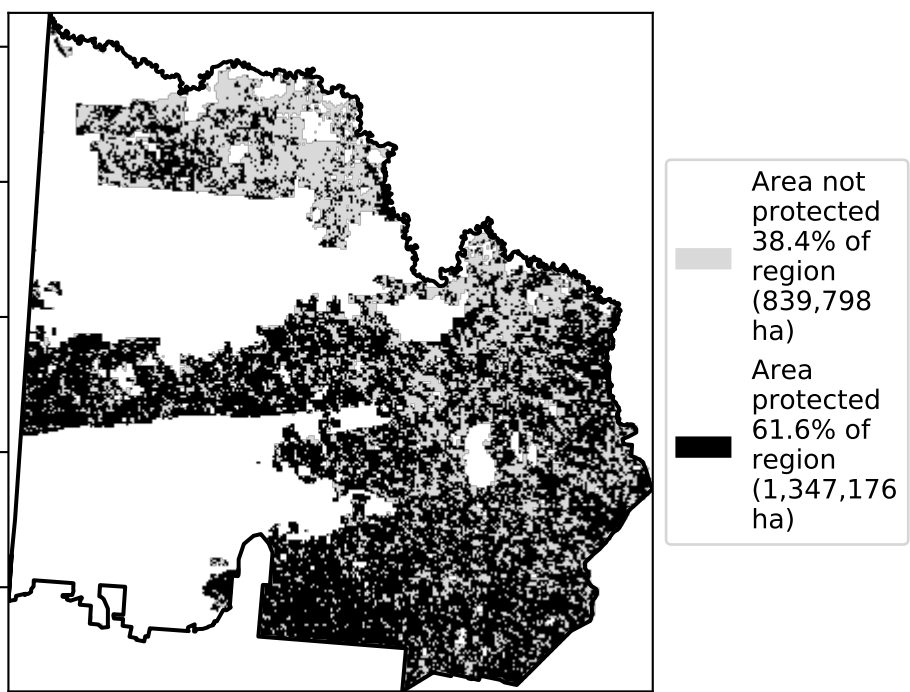 Area not
protected
38.4% of
region
(839,798
ha)
Area
protected
61.6% of
region
(1,347,176
ha)